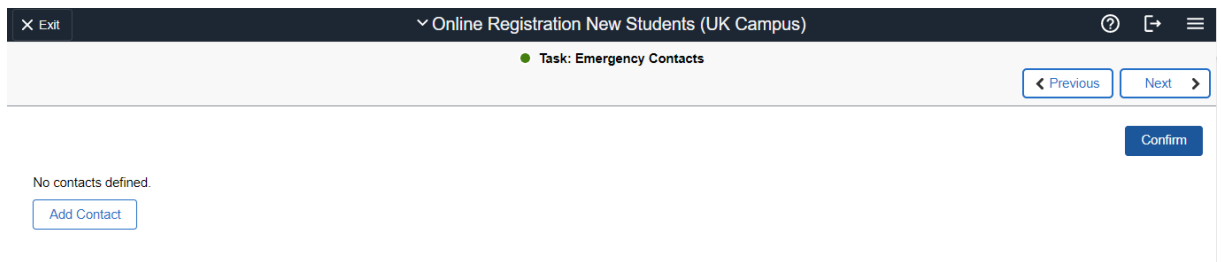 Exit
Online Registration New Students (UK Campus)
Task: Emergency Contacts
Previous
Next
Confirm
No contacts defined.
Add Contact